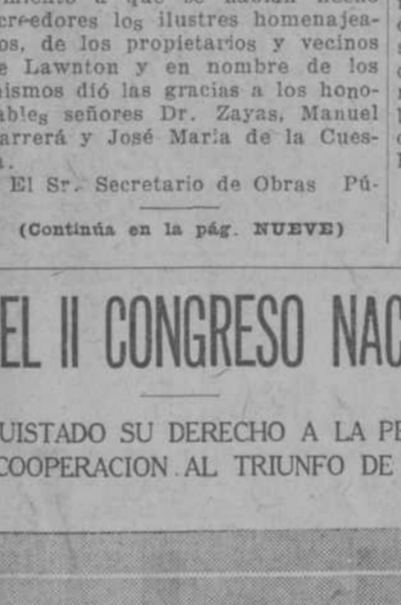 creedores los ilustres homenajea-
os, de los propietarios y vecinos
e Lawnton y en nombre de los
ismos dió las gracias a los hono-
ables señores Dr. Zayas, Manuel
arrerá y José María de la Cues-
a.
El Sr. Secretario de Obras Pú-
(Continúa en la pág. NUEVE)
EL II CONGRESO NAC
UISTADO SU DERECHO A LA PE
COOPERACION AL TRIUNFO DE